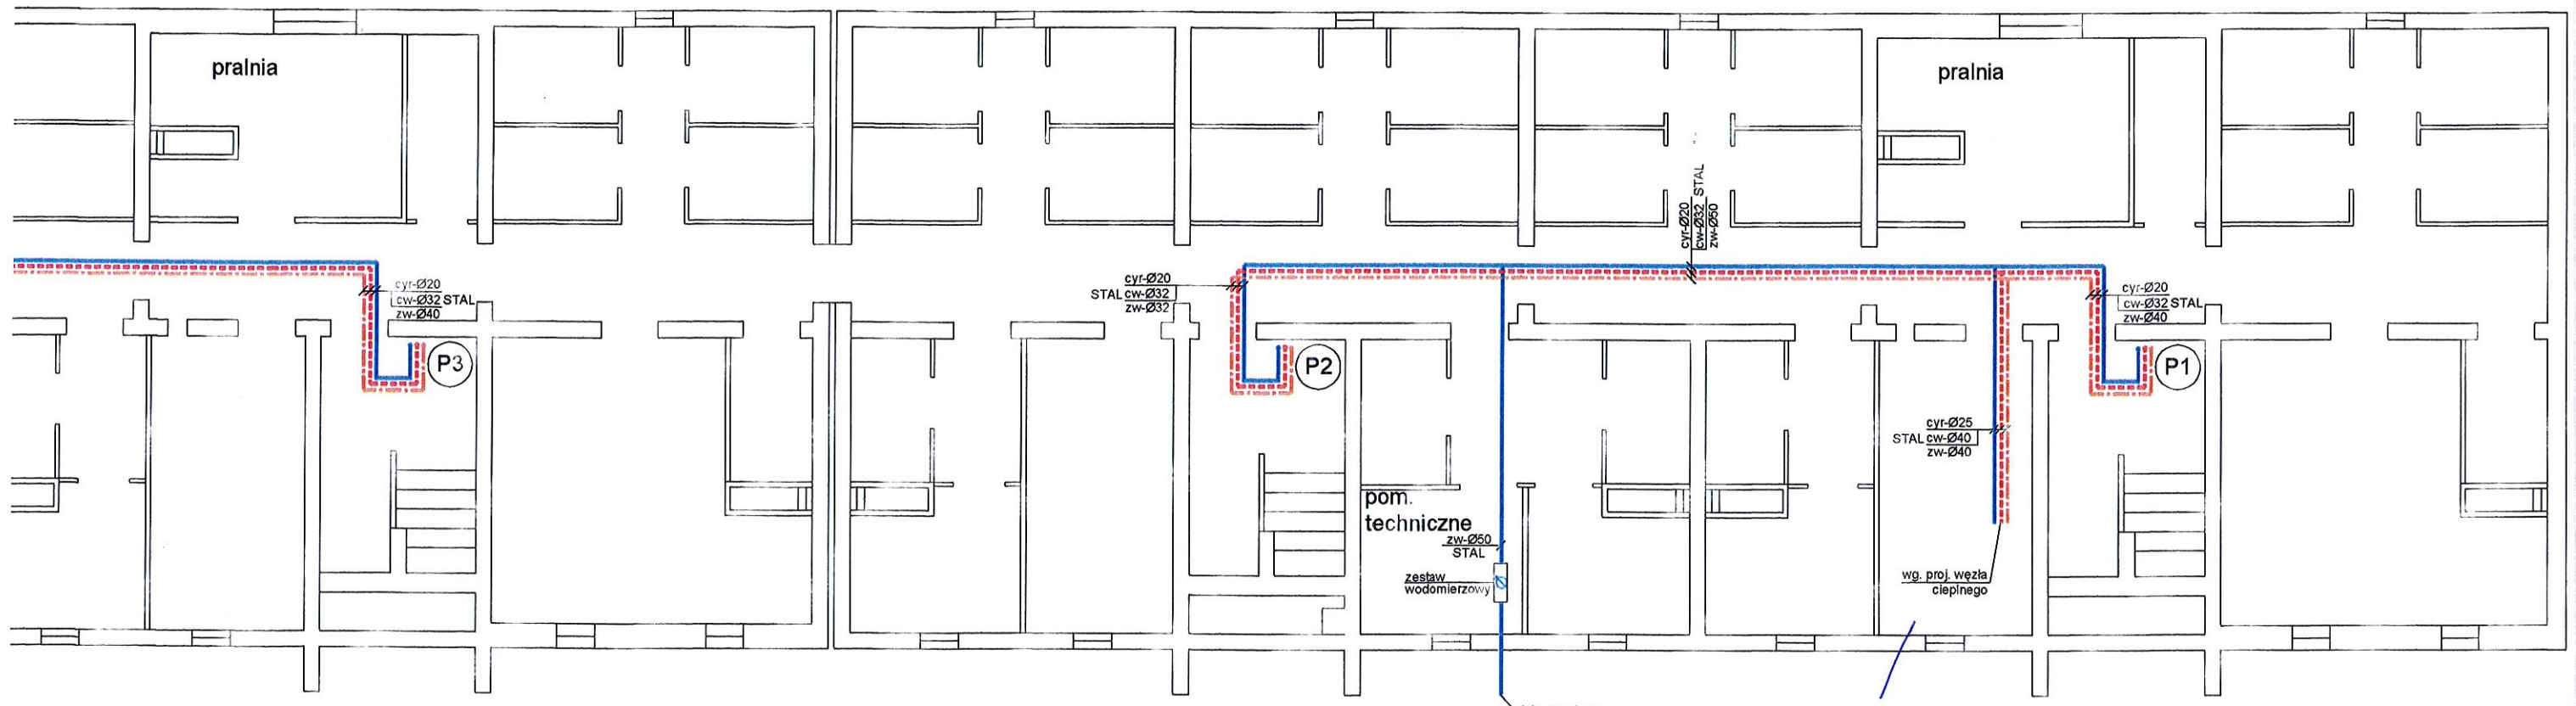 pralnia
pralnia
cyr-Ø20
cw-Ø32 STAL
zw-Ø50
cyr-Ø20
cw-Ø32 STAL
zw-Ø40
cyr-Ø20
STAL cw-Ø32
zw-Ø32
cyr-Ø20
cw-Ø32 STAL
zw-Ø40
P3
P2
P1
cyr-Ø25
STAL cw-Ø40
zw-Ø40
pom.
techniczne
zw-Ø50
STAL
zestaw
wodomierzowy
wg. proj. węzła
cieplnego